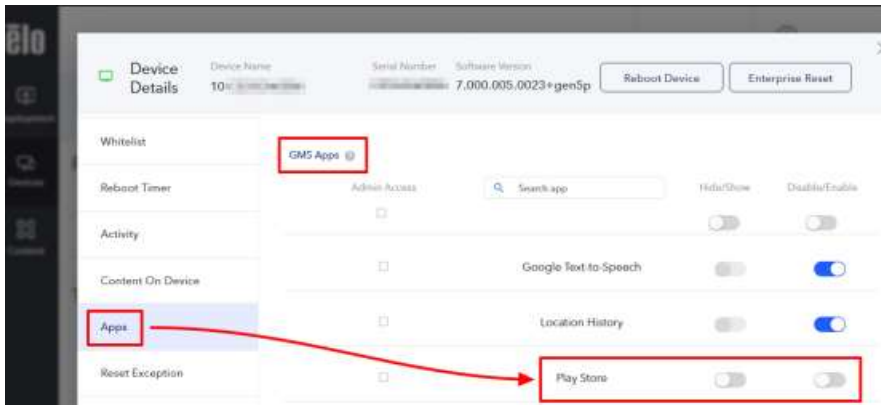 ēlo
Device Details
Device Name
Serial Number
Software Version
7.000.005.0023+gen5p
Reboot Device
Enterprise Reset
Whitelist
Reboot Timer
Activity
Content On Device
Apps
Reset Exception
GMS Apps
Admin Access
Search app
Hide/Show
Disable/Enable
Google Text-to-Speech
Location History
Play Store